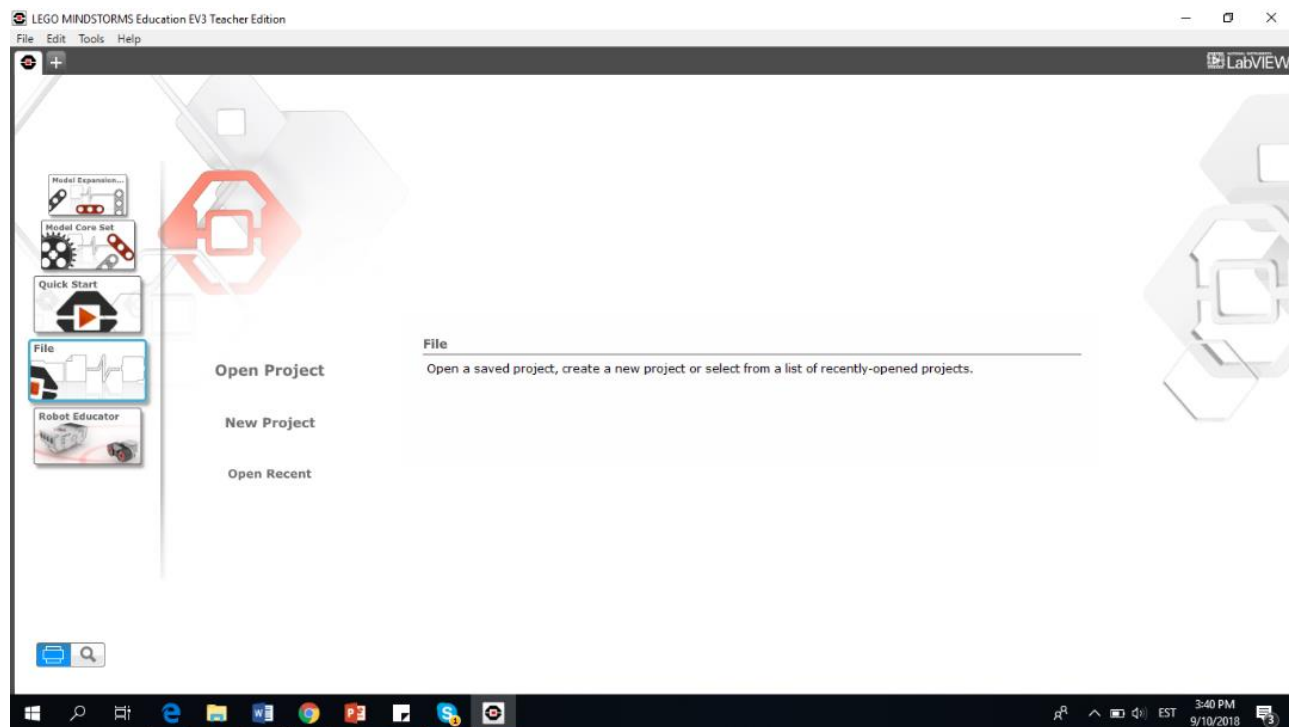 LEGO MINDSTORMS Education EV3 Teacher Edition
File Edit Tools Help
LabVIEW
Model Expansion...
Model Core Set
Quick Start
File
Robot Educator
Open Project
New Project
Open Recent
File
Open a saved project, create a new project or select from a list of recently-opened projects.
EST
3:40 PM
9/10/2018